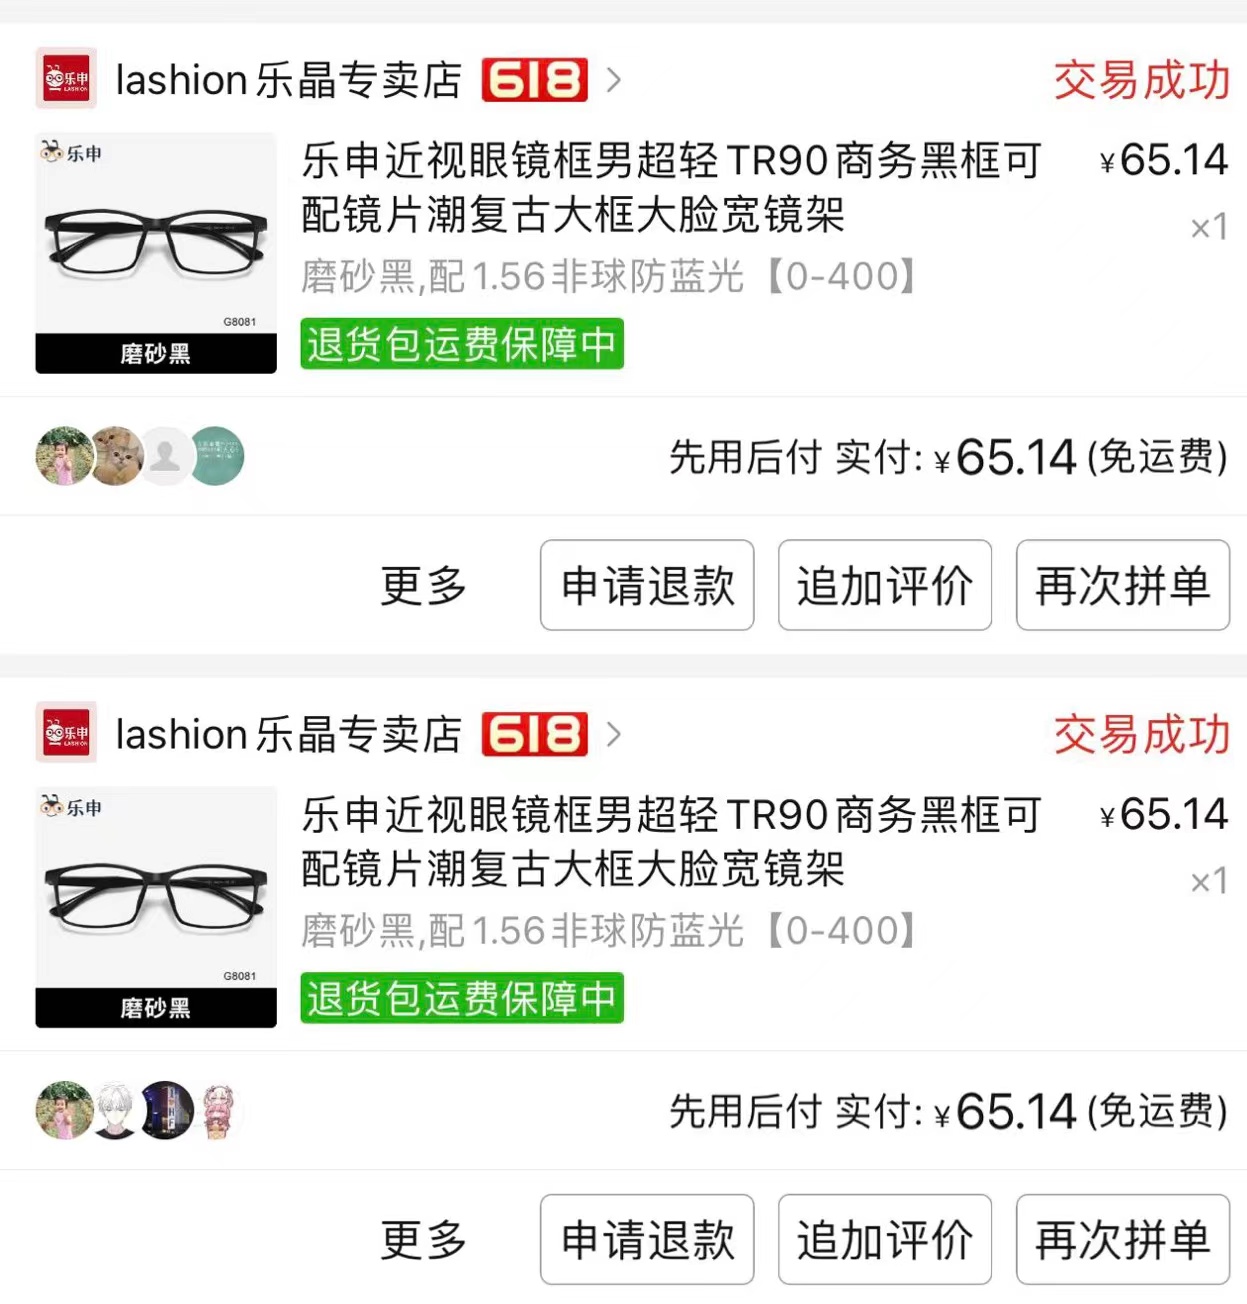 乐申
LASHION
lashion乐晶专卖店 618 >
交易成功
乐申
G8081
磨砂黑
乐申近视眼镜框男超轻TR90商务黑框可
配镜片潮复古大框大脸宽镜架
¥65.14
×1
磨砂黑,配1.56非球防蓝光【0-400】
退货包运费保障中
先用后付 实付: ¥65.14 (免运费)
更多
申请退款
追加评价
再次拼单
乐申
LASHION
lashion乐晶专卖店 618 >
交易成功
乐申
G8081
磨砂黑
乐申近视眼镜框男超轻TR90商务黑框可
配镜片潮复古大框大脸宽镜架
¥65.14
×1
磨砂黑,配1.56非球防蓝光【0-400】
退货包运费保障中
先用后付 实付: ¥65.14 (免运费)
更多
申请退款
追加评价
再次拼单